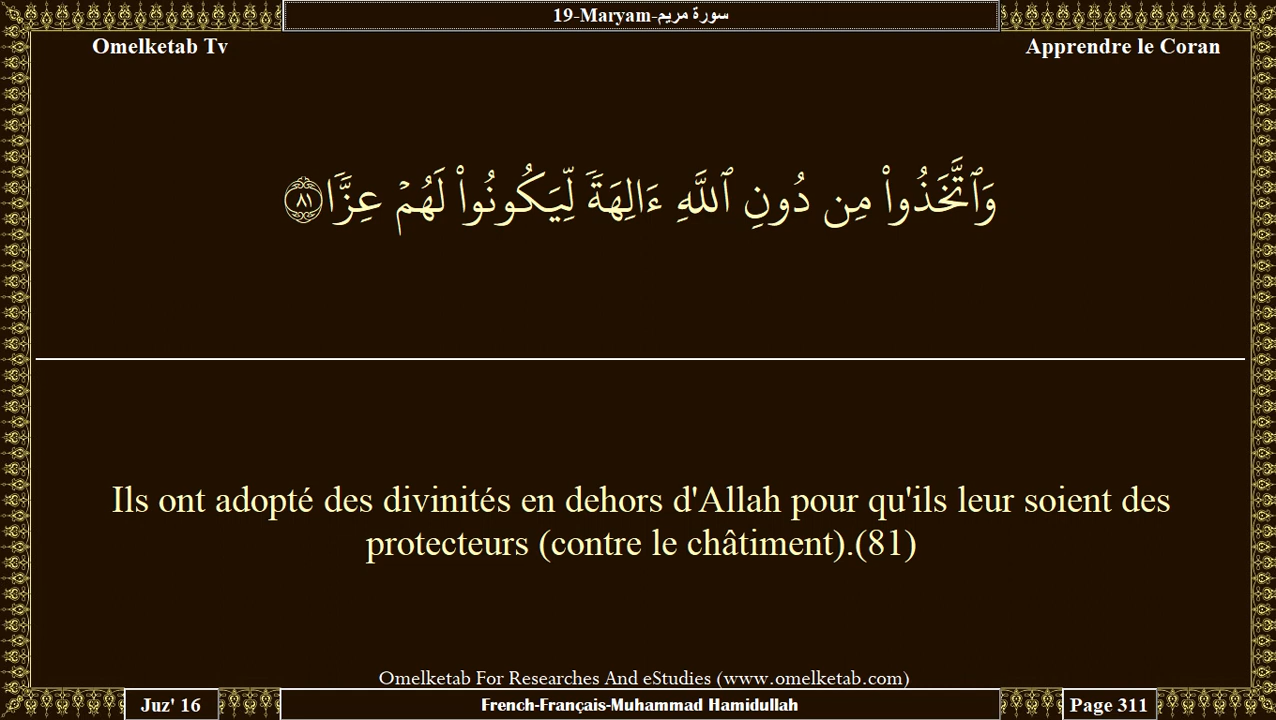 19-Maryam-سورة مريم
Omelketab Tv
Apprendre le Coran
وَٱتَّخَذُوا۟ مِن دُونِ ٱللَّهِ ءَالِهَةً لِّيَكُونُوا۟ لَهُمْ عِزًّا ٨١
Ils ont adopté des divinités en dehors d'Allah pour qu'ils leur soient des
protecteurs (contre le châtiment).(81)
Omelketab For Researches And eStudies (www.omelketab.com)
Juz' 16
French-Français-Muhammad Hamidullah
Page 311